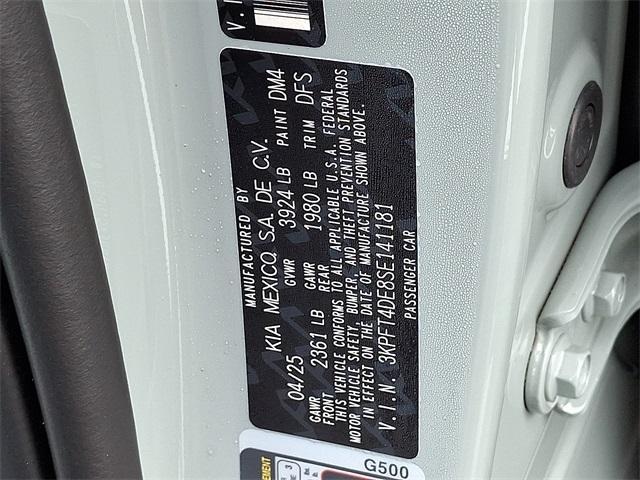 V.I
MANUFACTURED BY
KIA MEXICO, S.A. DE C.V.
04/25 GVWR 3924 LB PAINT DM4
GAWR FRONT 2361 LB GAWR REAR 1980 LB TRIM DFS
THIS VEHICLE CONFORMS TO ALL APPLICABLE U.S.A. FEDERAL
MOTOR VEHICLE SAFETY, BUMPER AND THEFT PREVENTION STANDARDS
IN EFFECT ON THE DATE OF MANUFACTURE SHOWN ABOVE.
V.I.N. 3KPFT4DE8SE141181
PASSENGER CAR
G500